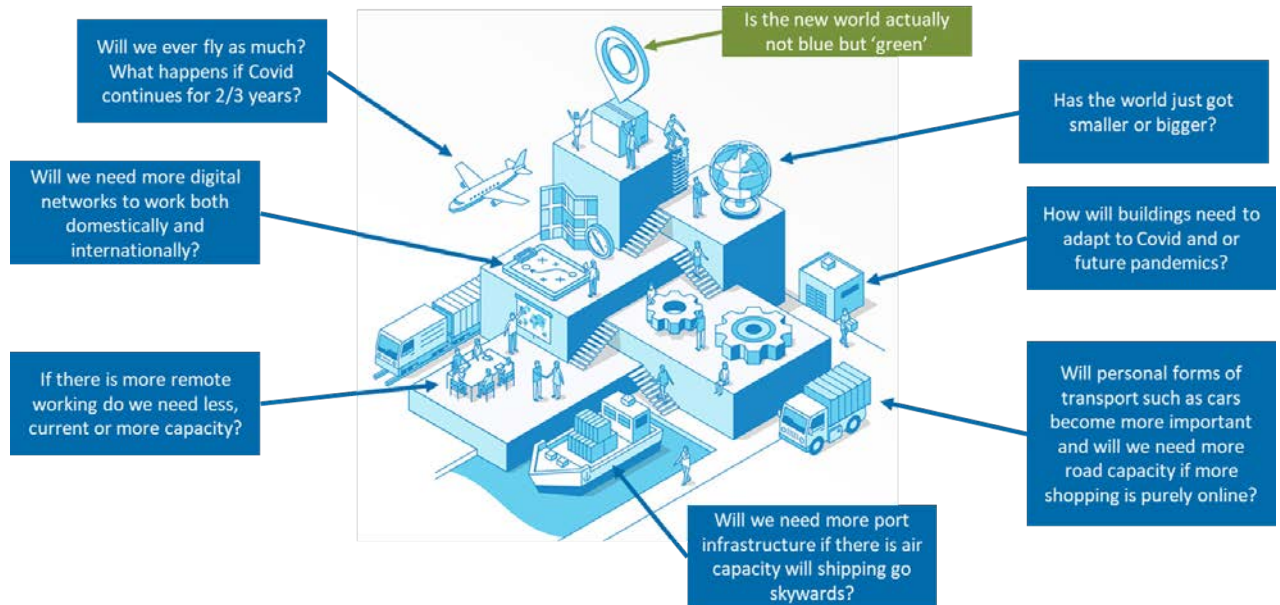 Will we ever fly as much?
What happens if Covid
continues for 2/3 years?
Is the new world actually
not blue but ‘green’
Has the world just got
smaller or bigger?
Will we need more digital
networks to work both
domestically and
internationally?
How will buildings need to
adapt to Covid and or
future pandemics?
If there is more remote
working do we need less,
current or more capacity?
Will personal forms of
transport such as cars
become more important
and will we need more
road capacity if more
shopping is purely online?
Will we need more port
infrastructure if there is air
capacity will shipping go
skywards?